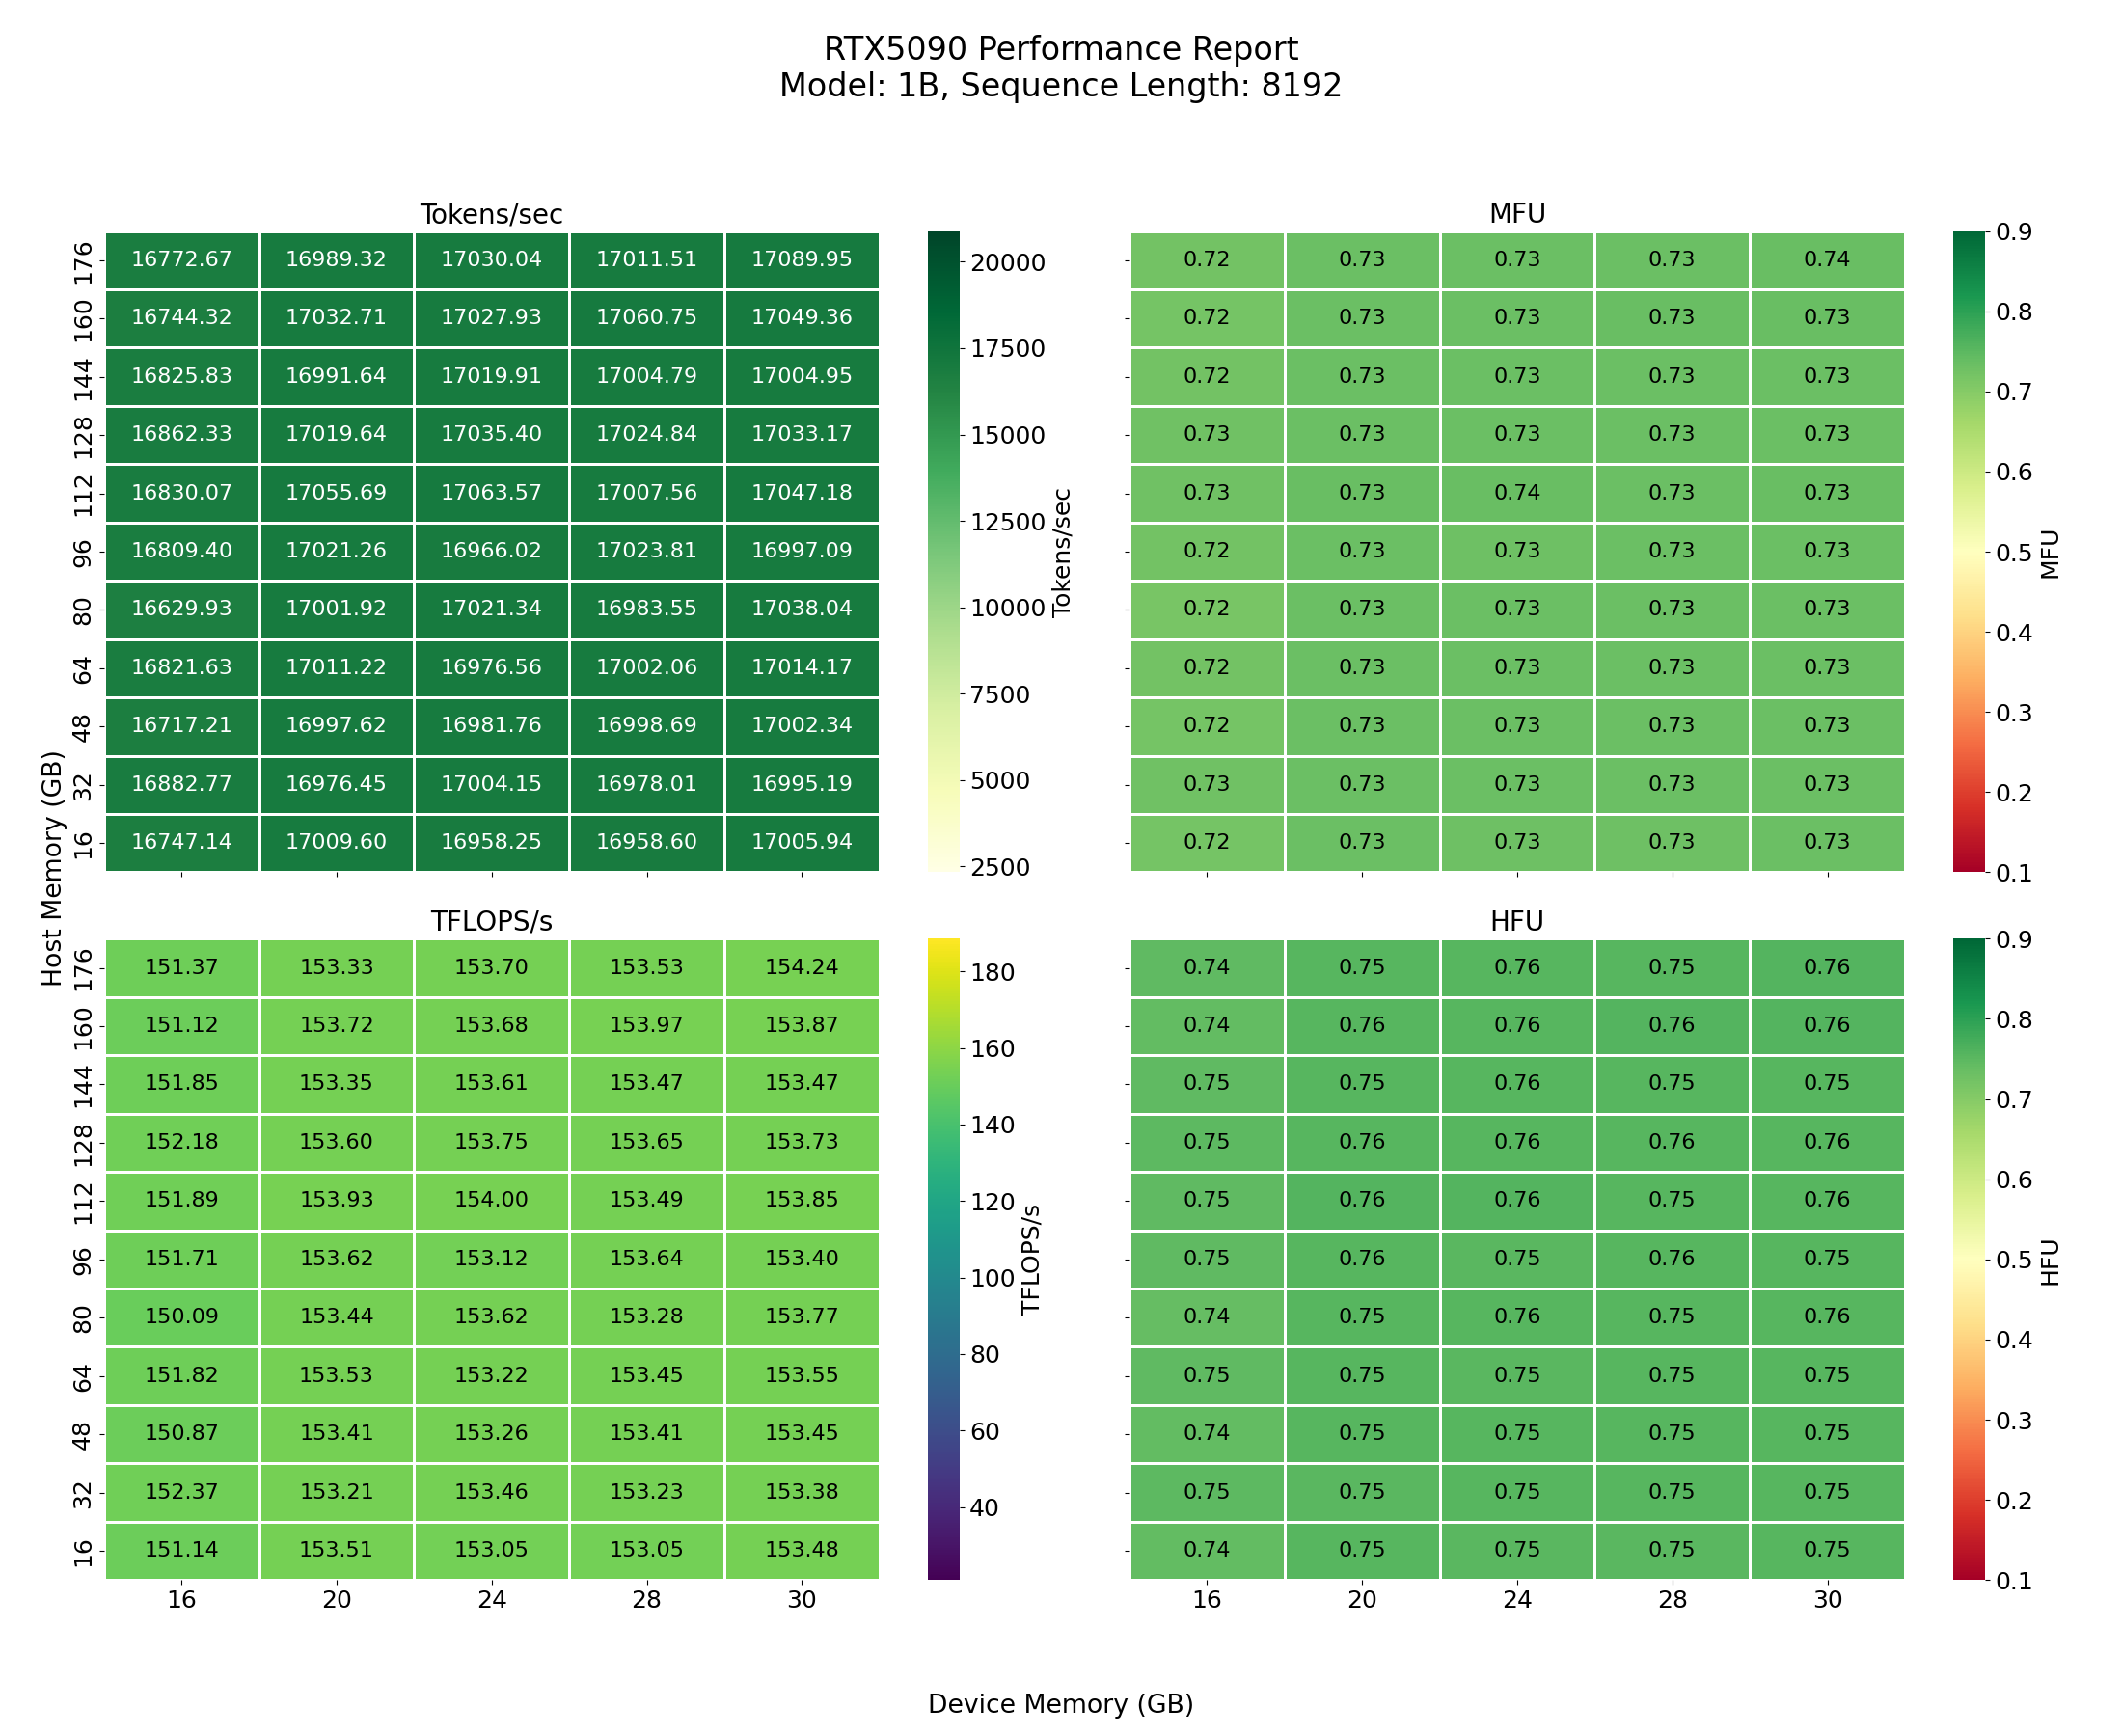 RTX5090 Performance Report
Model: 1B, Sequence Length: 8192
Tokens/sec
176 16772.67 16989.32 17030.04 17011.51 17089.95
160 16744.32 17032.71 17027.93 17060.75 17049.36
144 16825.83 16991.64 17019.91 17004.79 17004.95
128 16862.33 17019.64 17035.40 17024.84 17033.17
112 16830.07 17055.69 17063.57 17007.56 17047.18
96 16809.40 17021.26 16966.02 17023.81 16997.09
80 16629.93 17001.92 17021.34 16983.55 17038.04
64 16821.63 17011.22 16976.56 17002.06 17014.17
48 16717.21 16997.62 16981.76 16998.69 17002.34
32 16882.77 16976.45 17004.15 16978.01 16995.19
16 16747.14 17009.60 16958.25 16958.60 17005.94
20000
17500
15000
12500
10000
7500
5000
2500
Tokens/sec
MFU
0.72 0.73 0.73 0.73 0.74
0.72 0.73 0.73 0.73 0.73
0.72 0.73 0.73 0.73 0.73
0.73 0.73 0.73 0.73 0.73
0.73 0.73 0.74 0.73 0.73
0.72 0.73 0.73 0.73 0.73
0.72 0.73 0.73 0.73 0.73
0.72 0.73 0.73 0.73 0.73
0.72 0.73 0.73 0.73 0.73
0.73 0.73 0.73 0.73 0.73
0.72 0.73 0.73 0.73 0.73
0.9
0.8
0.7
0.6
0.5
0.4
0.3
0.2
0.1
MFU
Host Memory (GB)
TFLOPS/s
176 151.37 153.33 153.70 153.53 154.24
160 151.12 153.72 153.68 153.97 153.87
144 151.85 153.35 153.61 153.47 153.47
128 152.18 153.60 153.75 153.65 153.73
112 151.89 153.93 154.00 153.49 153.85
96 151.71 153.62 153.12 153.64 153.40
80 150.09 153.44 153.62 153.28 153.77
64 151.82 153.53 153.22 153.45 153.55
48 150.87 153.41 153.26 153.41 153.45
32 152.37 153.21 153.46 153.23 153.38
16 151.14 153.51 153.05 153.05 153.48
16 20 24 28 30
180
160
140
120
100
80
60
40
TFLOPS/s
HFU
0.74 0.75 0.76 0.75 0.76
0.74 0.76 0.76 0.76 0.76
0.75 0.75 0.76 0.75 0.75
0.75 0.76 0.76 0.76 0.76
0.75 0.76 0.76 0.75 0.76
0.75 0.76 0.75 0.76 0.75
0.74 0.75 0.76 0.75 0.76
0.75 0.75 0.75 0.75 0.75
0.74 0.75 0.75 0.75 0.75
0.75 0.75 0.75 0.75 0.75
0.74 0.75 0.75 0.75 0.75
16 20 24 28 30
0.9
0.8
0.7
0.6
0.5
0.4
0.3
0.2
0.1
HFU
Device Memory (GB)